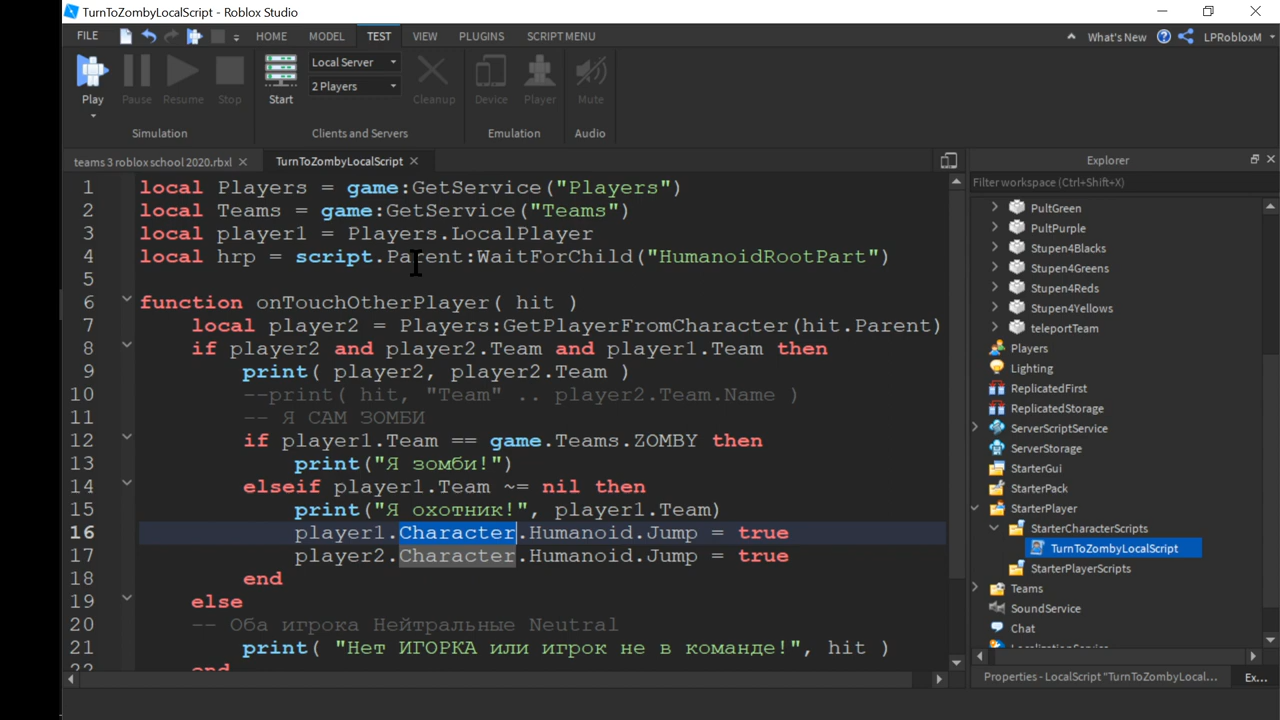 TurnToZombyLocalScript - Roblox Studio
FILE HOME MODEL TEST VIEW PLUGINS SCRIPT MENU What's New LPRobloxM
Play Pause Resume Stop Start Local Server 2 Players Cleanup Device Player Mute
Simulation Clients and Servers Emulation Audio
teams 3 roblox school 2020.rbxl TurnToZombyLocalScript
1 local Players = game:GetService("Players")
2 local Teams = game:GetService("Teams")
3 local player1 = Players.LocalPlayer
4 local hrp = script.Parent:WaitForChild("HumanoidRootPart")
5
6 function onTouchOtherPlayer( hit )
7 local player2 = Players:GetPlayerFromCharacter(hit.Parent)
8 if player2 and player2.Team and player1.Team then
9 print( player2, player2.Team )
10 --print( hit, "Team" .. player2.Team.Name )
11 -- Я САМ ЗОМБИ
12 if player1.Team == game.Teams.ZOMBY then
13 print("Я зомби!")
14 elseif player1.Team ~= nil then
15 print("Я охотник!", player1.Team)
16 player1.Character.Humanoid.Jump = true
17 player2.Character.Humanoid.Jump = true
18 end
19 else
20 -- Оба игрока Нейтральные Neutral
21 print( "Нет ИГОРКА или игрок не в команде!", hit )
22 end
Explorer
Filter workspace (Ctrl+Shift+X)
PultGreen
PultPurple
Stupen4Blacks
Stupen4Greens
Stupen4Reds
Stupen4Yellows
teleportTeam
Players
Lighting
ReplicatedFirst
ReplicatedStorage
ServerScriptService
ServerStorage
StarterGui
StarterPack
StarterPlayer
StarterCharacterScripts
TurnToZombyLocalScript
StarterPlayerScripts
Teams
SoundService
Chat
LocalizationService
Properties - LocalScript "TurnToZombyLocal... Ex...